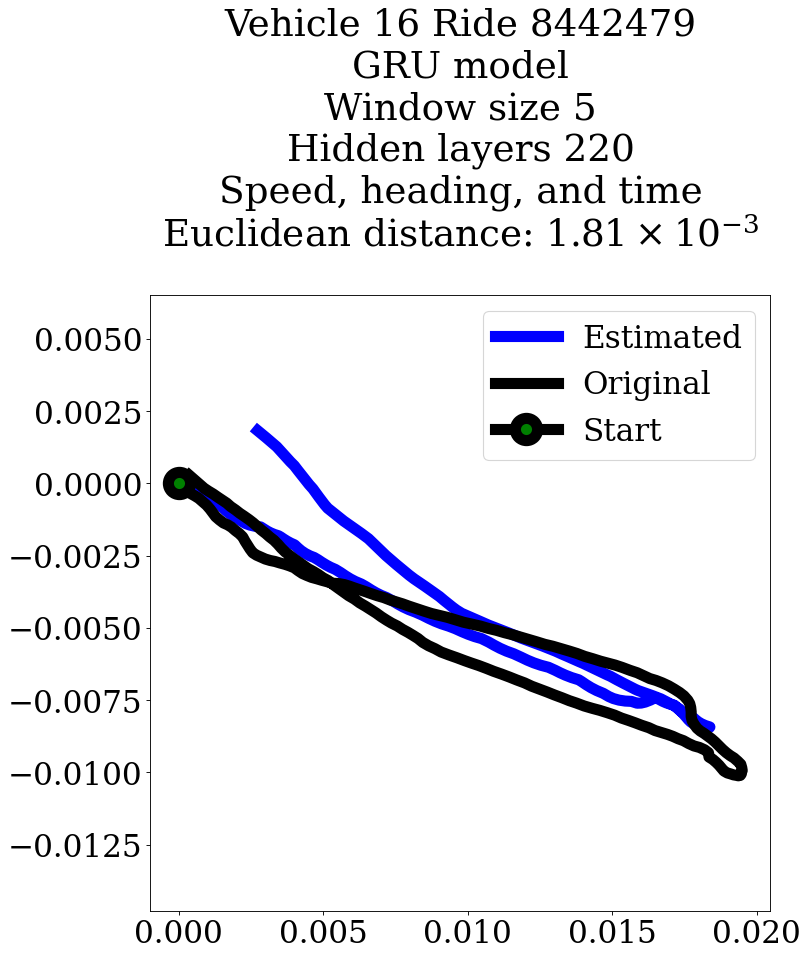 Vehicle 16 Ride 8442479
GRU model
Window size 5
Hidden layers 220
Speed, heading, and time
Euclidean distance: 1.81 × 10⁻³
Estimated
Original
Start
0.0050
0.0025
0.0000
−0.0025
−0.0050
−0.0075
−0.0100
−0.0125
0.000 0.005 0.010 0.015 0.020